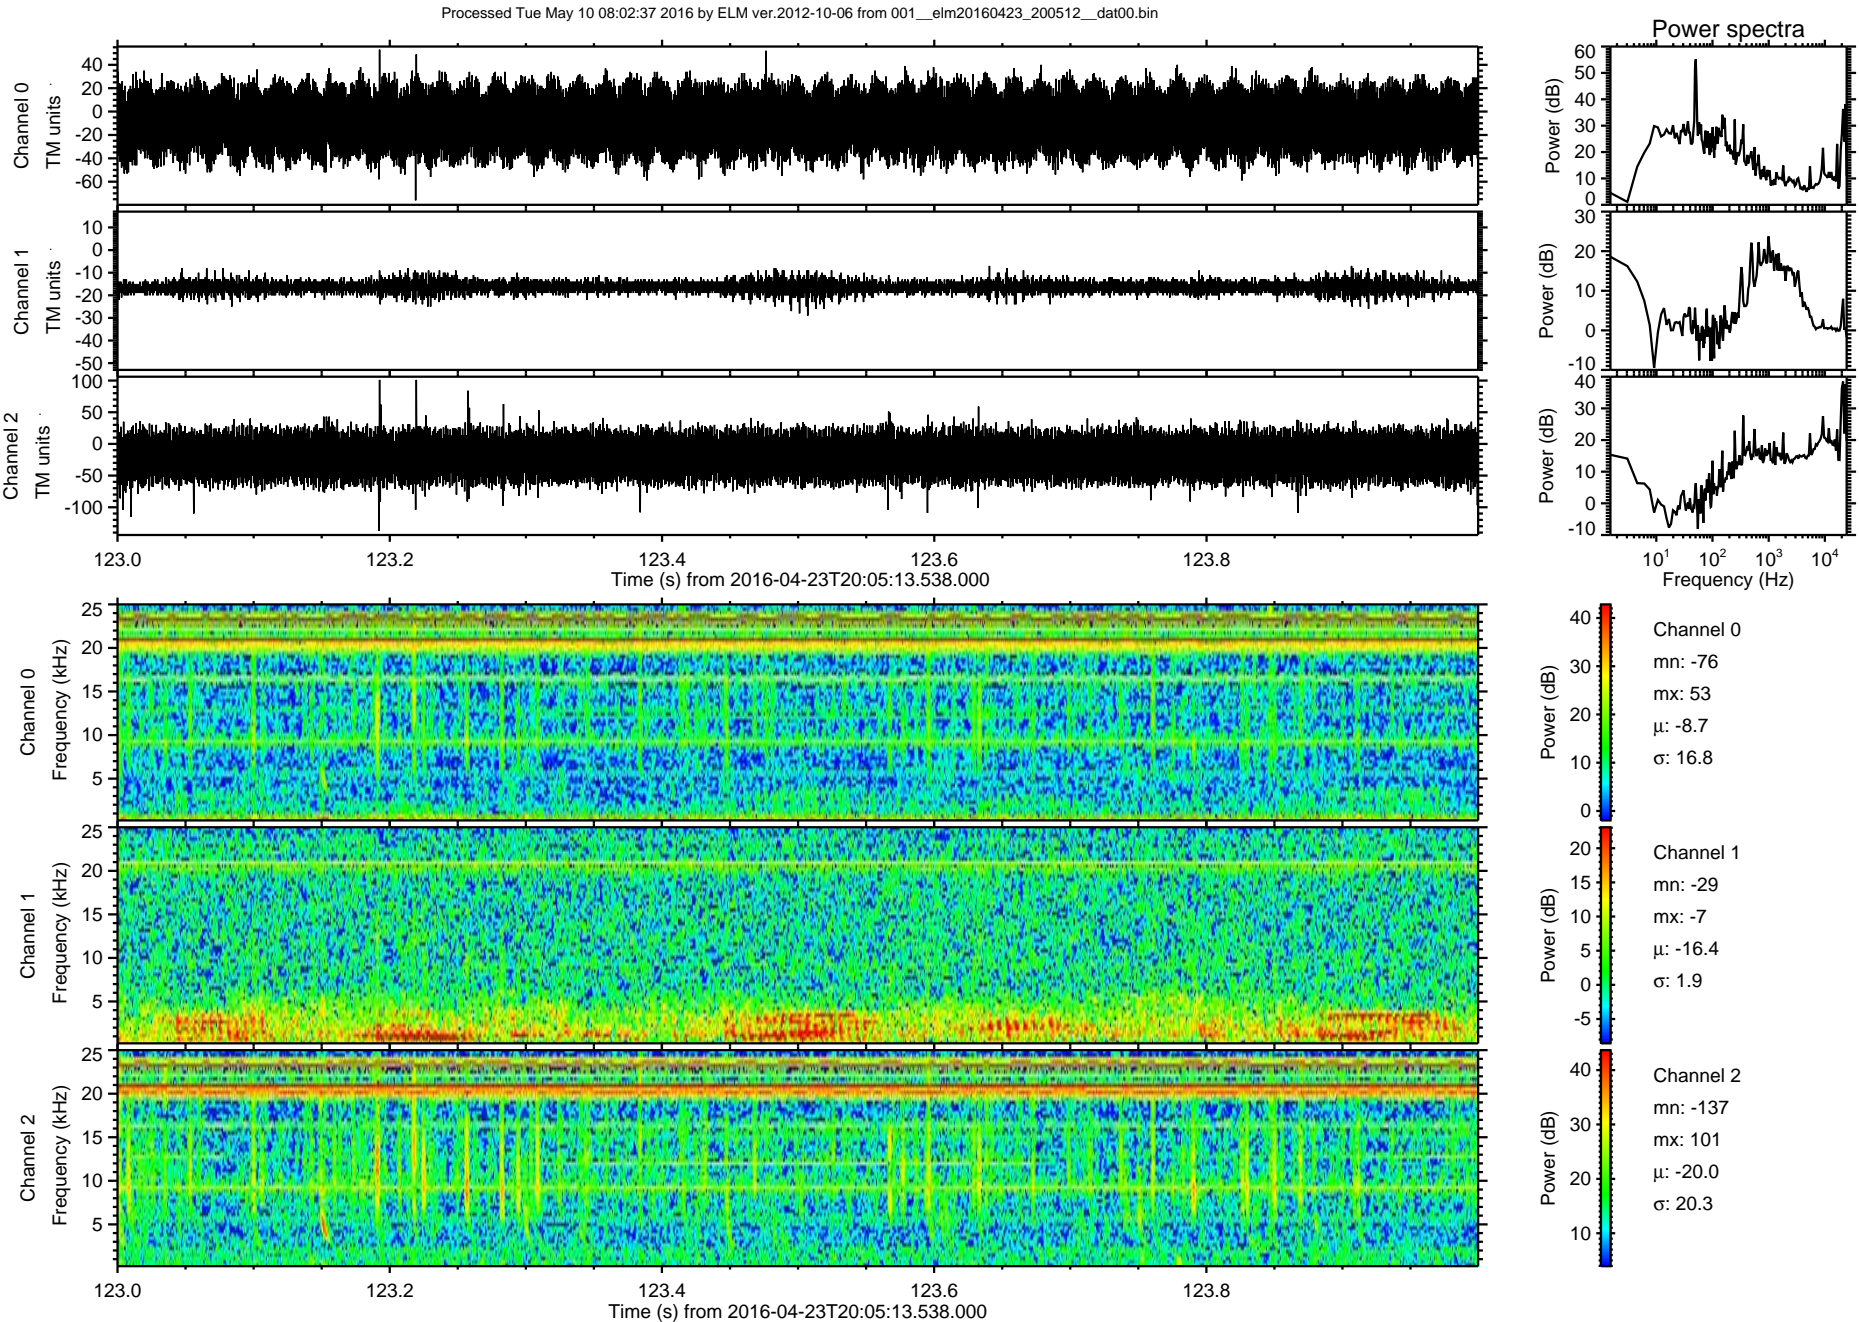 Processed Tue May 10 08:02:37 2016 by ELM ver.2012-10-06 from 001__elm20160423_200512__dat00.bin
Power spectra
Channel 0
TM units
40
20
0
-20
-40
-60
Power (dB)
60
50
40
30
20
10
0
Channel 1
TM units
10
0
-10
-20
-30
-40
-50
Power (dB)
30
20
10
0
-10
Channel 2
TM units
100
50
0
-50
-100
Power (dB)
40
30
20
10
0
-10
123.0 123.2 123.4 123.6 123.8
Time (s) from 2016-04-23T20:05:13.538.000
10¹ 10² 10³ 10⁴
Frequency (Hz)
Channel 0
Frequency (kHz)
25
20
15
10
5
Power (dB)
40
30
20
10
0
Channel 0
mn: -76
mx: 53
μ: -8.7
σ: 16.8
Channel 1
Frequency (kHz)
25
20
15
10
5
Power (dB)
20
15
10
5
0
-5
Channel 1
mn: -29
mx: -7
μ: -16.4
σ: 1.9
Channel 2
Frequency (kHz)
25
20
15
10
5
Power (dB)
40
30
20
10
Channel 2
mn: -137
mx: 101
μ: -20.0
σ: 20.3
123.0 123.2 123.4 123.6 123.8
Time (s) from 2016-04-23T20:05:13.538.000